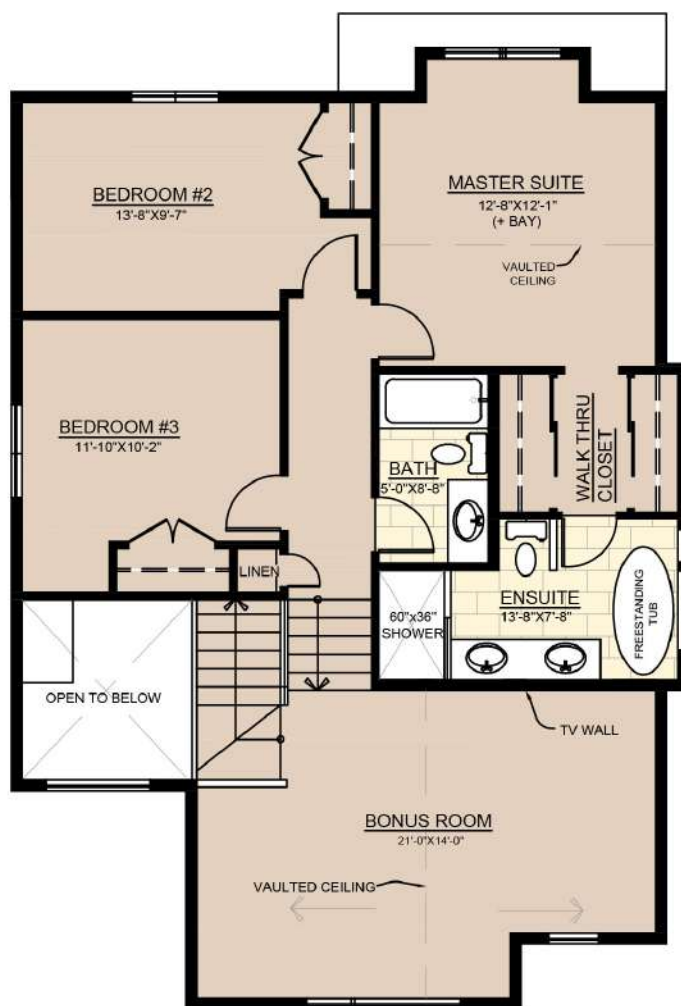 BEDROOM #2
13'-8"X9'-7"
MASTER SUITE
12'-8"X12'-1"
(+ BAY)
VAULTED
CEILING
BEDROOM #3
11'-10"X10'-2"
BATH
5'-0"X8'-8"
WALK THRU
CLOSET
LINEN
60"x36"
SHOWER
ENSUITE
13'-8"X7'-8"
FREESTANDING
TUB
OPEN TO BELOW
TV WALL
BONUS ROOM
21'-0"X14'-0"
VAULTED CEILING